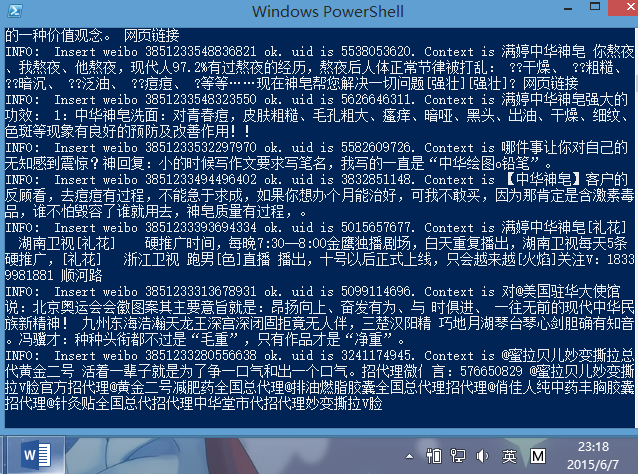 Windows PowerShell
的一种价值观念。 网页链接
INFO: Insert weibo 3851233548836821 ok. uid is 5538053620. Context is 满婷中华神皂 你熬夜
、我熬夜、他熬夜，现代人97.2%有过熬夜的经历，熬夜后人体正常节律被打乱： ??干燥、 ??粗糙、
??暗沉、 ??泛油、 ??痘痘、 ?等等……现在神皂帮您解决一切问题[强壮][强壮]? 网页链接
INFO: Insert weibo 3851233548323550 ok. uid is 5626646311. Context is 满婷中华神皂强大的
功效： 1：中华神皂洗面：对青春痘，皮肤粗糙、毛孔粗大、瘙痒、暗哑、黑头、出油、干燥、细纹、
色斑等现象有良好的预防及改善作用！！
INFO: Insert weibo 3851233532297970 ok. uid is 5582609726. Context is 哪件事让你对自己的
无知感到震惊？神回复：小的时候写作文要求写笔名，我写的一直是“中华绘图o铅笔”。
INFO: Insert weibo 3851233494496402 ok. uid is 3832851148. Context is 【中华神皂】客户的
反顾看，去痘痘有过程，不能急于求成，如果你想办个月能治好，可我不敢买，因为那肯定是含激素毒
品，谁不怕毁容了谁就用去，神皂质量有过程，。
INFO: Insert weibo 3851233393694334 ok. uid is 5015657677. Context is 满婷中华神皂[礼花]
湖南卫视[礼花] 硬推广时间，每晚7:30—8:00金鹰独播剧场，白天重复播出，湖南卫视每天5条
硬推广，[礼花] 浙江卫视 跑男[色]直播 播出，十号以后正式上线，只会越来越[火焰]关注V：1833
9981881 顺河路
INFO: Insert weibo 3851233313678931 ok. uid is 5099114696. Context is 对@美国驻华大使馆
说：北京奥运会会徽图案其主要意旨就是：昂扬向上、奋发有为、与 时俱进、 一往无前的现代中华民
族新精神！ 九州东海浩瀚天龙王深宫深闭固拒竟无人伴，三楚汉阳精 巧地月湖琴台琴心剑胆确有知音
。冯骥才：种种头衔都不过是“毛重”，只有作品才是“净重”。
INFO: Insert weibo 3851233280556638 ok. uid is 3241174945. Context is @蜜拉贝儿妙变撕拉总
代黄金二号 活着一辈子就是为了争一口气和出一个口气。招代理微亻言：576650829 @蜜拉贝儿妙变撕
拉V脸官方招代理@黄金二号减肥药全国总代理@排油燃脂胶囊全国总代理招代理@俏佳人纯中药丰胸胶囊
招代理@针灸贴全国总代招代理中华堂市代招代理妙变撕拉V脸
英
M
23:18
2015/6/7